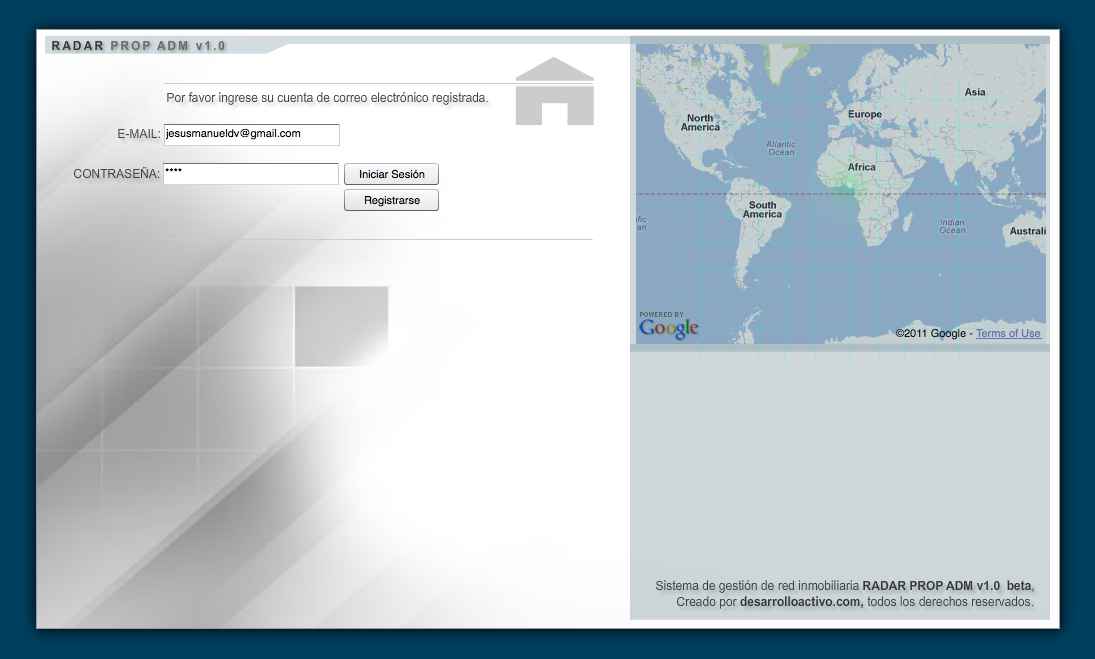 RADAR PROP ADM v1.0
Por favor ingrese su cuenta de correo electrónico registrada.
E-MAIL: jesusmanueldv@gmail.com
CONTRASEÑA: ****
Iniciar Sesión
Registrarse
North
America
Atlantic
Ocean
Europe
Asia
Africa
South
America
fic
an
Indian
Ocean
Australi
POWERED BY
Google
©2011 Google - Terms of Use
Sistema de gestión de red inmobiliaria RADAR PROP ADM v1.0 beta,
Creado por desarrolloactivo.com, todos los derechos reservados.